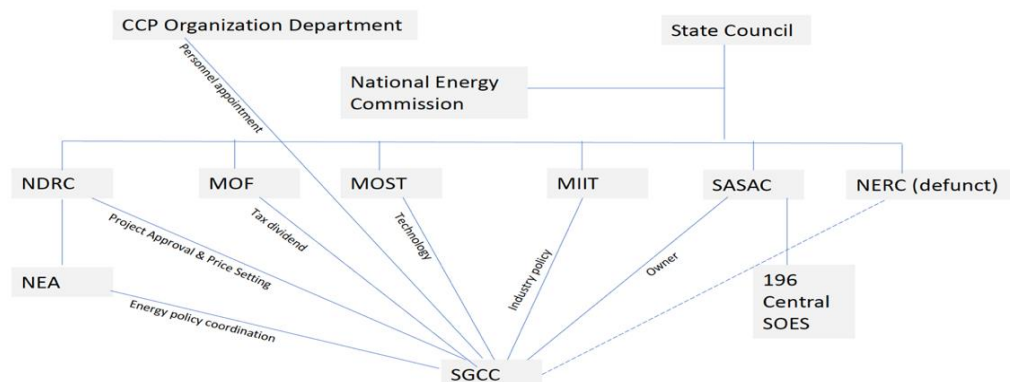 CCP Organization Department
State Council
Personnel appointment
National Energy
Commission
NDRC
MOF
MOST
MIIT
SASAC
NERC (defunct)
Project Approval & Price Setting
Tax dividend
Technology
Industry policy
Owner
NEA
196
Central
SOES
Energy policy coordination
SGCC